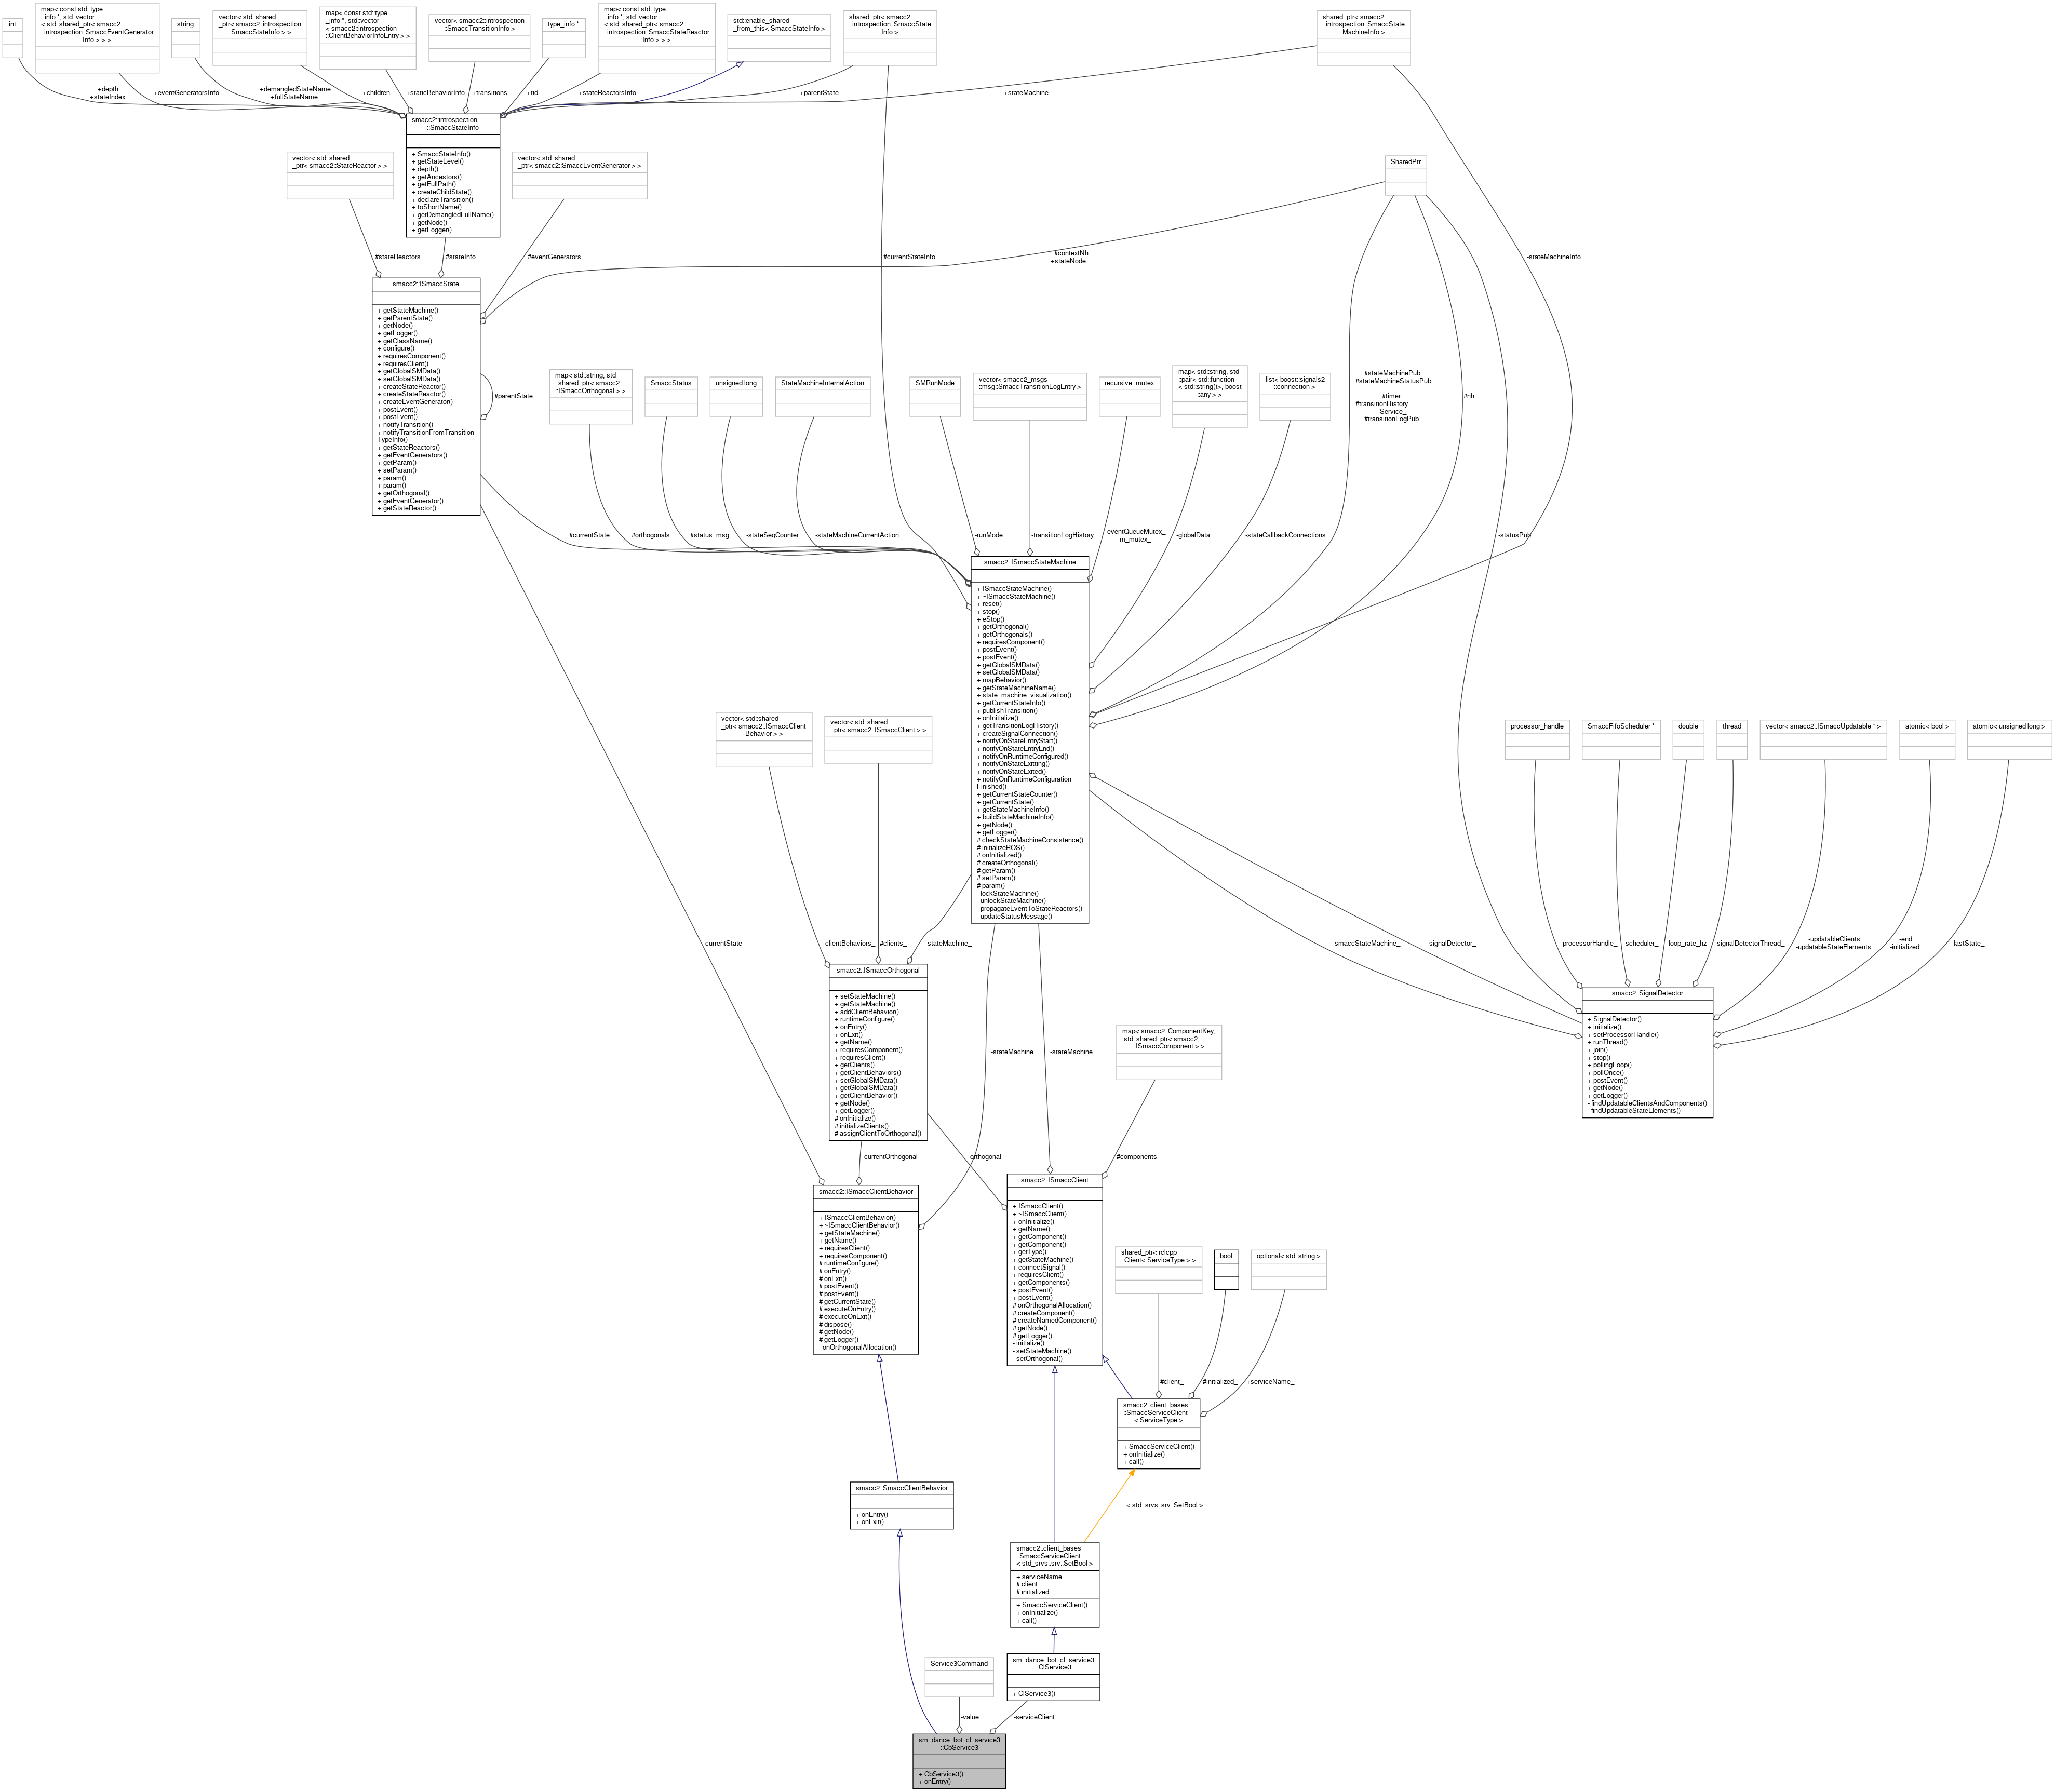 int
map< const std::type
_info *, std::vector
< std::shared_ptr< smacc2
::introspection::SmaccEventGenerator
Info > > >
string
vector< std::shared
_ptr< smacc2::introspection
::SmaccStateInfo > >
map< const std::type
_info *, std::vector
< smacc2::introspection
::ClientBehaviorInfoEntry > >
vector< smacc2::introspection
::SmaccTransitionInfo >
type_info *
map< const std::type
_info *, std::vector
< std::shared_ptr< smacc2
::introspection::SmaccStateReactor
Info > > >
std::enable_shared
_from_this< SmaccStateInfo >
shared_ptr< smacc2
::introspection::SmaccState
Info >
shared_ptr< smacc2
::introspection::SmaccState
MachineInfo >
+depth_
+stateIndex_
+eventGeneratorsInfo
+demangledStateName
+fullStateName
+children_
+staticBehaviorInfo
+transitions_
+tid_
+stateReactorsInfo
+parentState_
+stateMachine_
smacc2::introspection
::SmaccStateInfo
+ SmaccStateInfo()
+ getStateLevel()
+ depth()
+ getAncestors()
+ getFullPath()
+ createChildState()
+ declareTransition()
+ toShortName()
+ getDemangledFullName()
+ getNode()
+ getLogger()
vector< std::shared
_ptr< smacc2::StateReactor > >
vector< std::shared
_ptr< smacc2::SmaccEventGenerator > >
SharedPtr
#stateReactors_
#stateInfo_
#eventGenerators_
#currentStateInfo_
#contextNh
+stateNode_
-stateMachineInfo_
smacc2::ISmaccState
+ getStateMachine()
+ getParentState()
+ getNode()
+ getLogger()
+ getClassName()
+ configure()
+ requiresComponent()
+ requiresClient()
+ getGlobalSMData()
+ setGlobalSMData()
+ createStateReactor()
+ createStateReactor()
+ createEventGenerator()
+ postEvent()
+ postEvent()
+ notifyTransition()
+ notifyTransitionFromTransition
TypeInfo()
+ getStateReactors()
+ getEventGenerators()
+ getParam()
+ setParam()
+ param()
+ param()
+ getOrthogonal()
+ getEventGenerator()
+ getStateReactor()
#parentState_
map< std::string, std
::shared_ptr< smacc2
::ISmaccOrthogonal > >
SmaccStatus
unsigned long
StateMachineInternalAction
SMRunMode
vector< smacc2_msgs
::msg::SmaccTransitionLogEntry >
recursive_mutex
map< std::string, std
::pair< std::function
< std::string()>, boost
::any > >
list< boost::signals2
::connection >
#stateMachinePub_
#stateMachineStatusPub
_
#timer_
#transitionHistory
Service_
#transitionLogPub_
#nh_
#currentState_
#orthogonals_
#status_msg_
-stateSeqCounter_
-stateMachineCurrentAction
-runMode_
-transitionLogHistory_
-eventQueueMutex_
-m_mutex_
-globalData_
-stateCallbackConnections
-statusPub_
smacc2::ISmaccStateMachine
+ ISmaccStateMachine()
+ ~ISmaccStateMachine()
+ reset()
+ stop()
+ eStop()
+ getOrthogonal()
+ getOrthogonals()
+ requiresComponent()
+ postEvent()
+ postEvent()
+ getGlobalSMData()
+ setGlobalSMData()
+ mapBehavior()
+ getStateMachineName()
+ state_machine_visualization()
+ getCurrentStateInfo()
+ publishTransition()
+ onInitialize()
+ getTransitionLogHistory()
+ createSignalConnection()
+ notifyOnStateEntryStart()
+ notifyOnStateEntryEnd()
+ notifyOnRuntimeConfigured()
+ notifyOnStateExitting()
+ notifyOnStateExited()
+ notifyOnRuntimeConfiguration
Finished()
+ getCurrentStateCounter()
+ getCurrentState()
+ getStateMachineInfo()
+ buildStateMachineInfo()
+ getNode()
+ getLogger()
# checkStateMachineConsistence()
# initializeROS()
# onInitialized()
# createOrthogonal()
# getParam()
# setParam()
# param()
- lockStateMachine()
- unlockStateMachine()
- propagateEventToStateReactors()
- updateStatusMessage()
vector< std::shared
_ptr< smacc2::ISmaccClient
Behavior > >
vector< std::shared
_ptr< smacc2::ISmaccClient > >
processor_handle
SmaccFifoScheduler *
double
thread
vector< smacc2::ISmaccUpdatable * >
atomic< bool >
atomic< unsigned long >
-currentState
-clientBehaviors_
#clients_
-stateMachine_
-smaccStateMachine_
-signalDetector_
-processorHandle_
-scheduler_
-loop_rate_hz
-signalDetectorThread_
-updatableClients_
-updatableStateElements_
-end_
-initialized_
-lastState_
smacc2::ISmaccOrthogonal
+ setStateMachine()
+ getStateMachine()
+ addClientBehavior()
+ runtimeConfigure()
+ onEntry()
+ onExit()
+ getName()
+ requiresComponent()
+ requiresClient()
+ getClients()
+ getClientBehaviors()
+ setGlobalSMData()
+ getGlobalSMData()
+ getClientBehavior()
+ getNode()
+ getLogger()
# onInitialize()
# initializeClients()
# assignClientToOrthogonal()
smacc2::SignalDetector
+ SignalDetector()
+ initialize()
+ setProcessorHandle()
+ runThread()
+ join()
+ stop()
+ pollingLoop()
+ pollOnce()
+ postEvent()
+ getNode()
+ getLogger()
- findUpdatableClientsAndComponents()
- findUpdatableStateElements()
-stateMachine_
-stateMachine_
map< smacc2::ComponentKey,
std::shared_ptr< smacc2
::ISmaccComponent > >
-currentOrthogonal
-orthogonal_
#components_
smacc2::ISmaccClientBehavior
+ ISmaccClientBehavior()
+ ~ISmaccClientBehavior()
+ getStateMachine()
+ getName()
+ requiresClient()
+ requiresComponent()
# runtimeConfigure()
# onEntry()
# onExit()
# postEvent()
# postEvent()
# getCurrentState()
# executeOnEntry()
# executeOnExit()
# dispose()
# getNode()
# getLogger()
- onOrthogonalAllocation()
smacc2::ISmaccClient
+ ISmaccClient()
+ ~ISmaccClient()
+ onInitialize()
+ getName()
+ getComponent()
+ getComponent()
+ getType()
+ getStateMachine()
+ connectSignal()
+ requiresClient()
+ getComponents()
+ postEvent()
+ postEvent()
# onOrthogonalAllocation()
# createComponent()
# createNamedComponent()
# getNode()
# getLogger()
- initialize()
- setStateMachine()
- setOrthogonal()
shared_ptr< rclcpp
::Client< ServiceType > >
bool
optional< std::string >
#client_
#initialized_
+serviceName_
smacc2::client_bases
::SmaccServiceClient
< ServiceType >
+ SmaccServiceClient()
+ onInitialize()
+ call()
smacc2::SmaccClientBehavior
+ onEntry()
+ onExit()
< std_srvs::srv::SetBool >
smacc2::client_bases
::SmaccServiceClient
< std_srvs::srv::SetBool >
+ serviceName_
# client_
# initialized_
+ SmaccServiceClient()
+ onInitialize()
+ call()
Service3Command
sm_dance_bot::cl_service3
::ClService3
+ ClService3()
-value_
-serviceClient_
sm_dance_bot::cl_service3
::CbService3
+ CbService3()
+ onEntry()